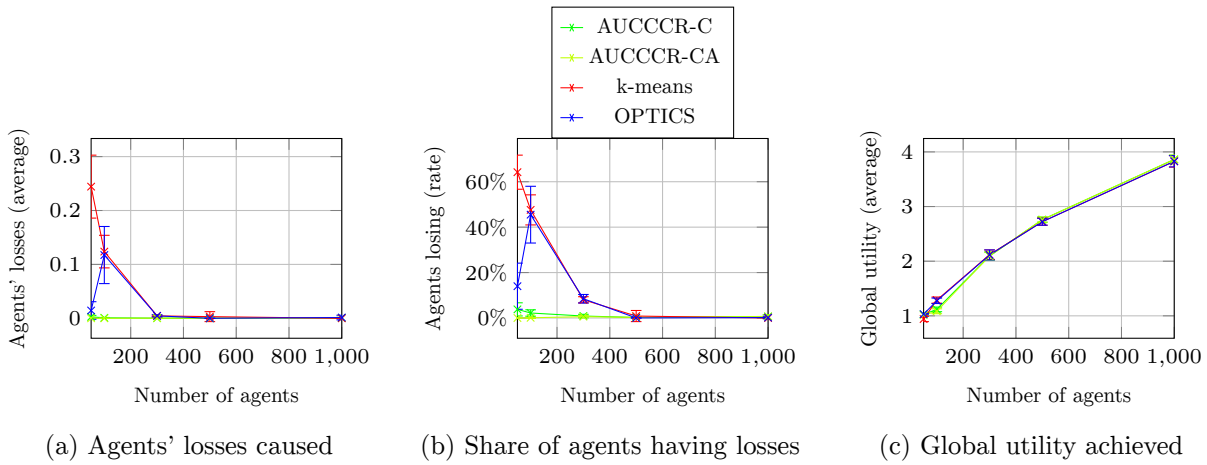 AUCCCR-C
AUCCCR-CA
k-means
OPTICS
Agents' losses (average)
0.3
0.2
0.1
0
200 400 600 800 1,000
Number of agents
(a) Agents' losses caused
Agents losing (rate)
60%
40%
20%
0%
200 400 600 800 1,000
Number of agents
(b) Share of agents having losses
Global utility (average)
4
3
2
1
200 400 600 800 1,000
Number of agents
(c) Global utility achieved